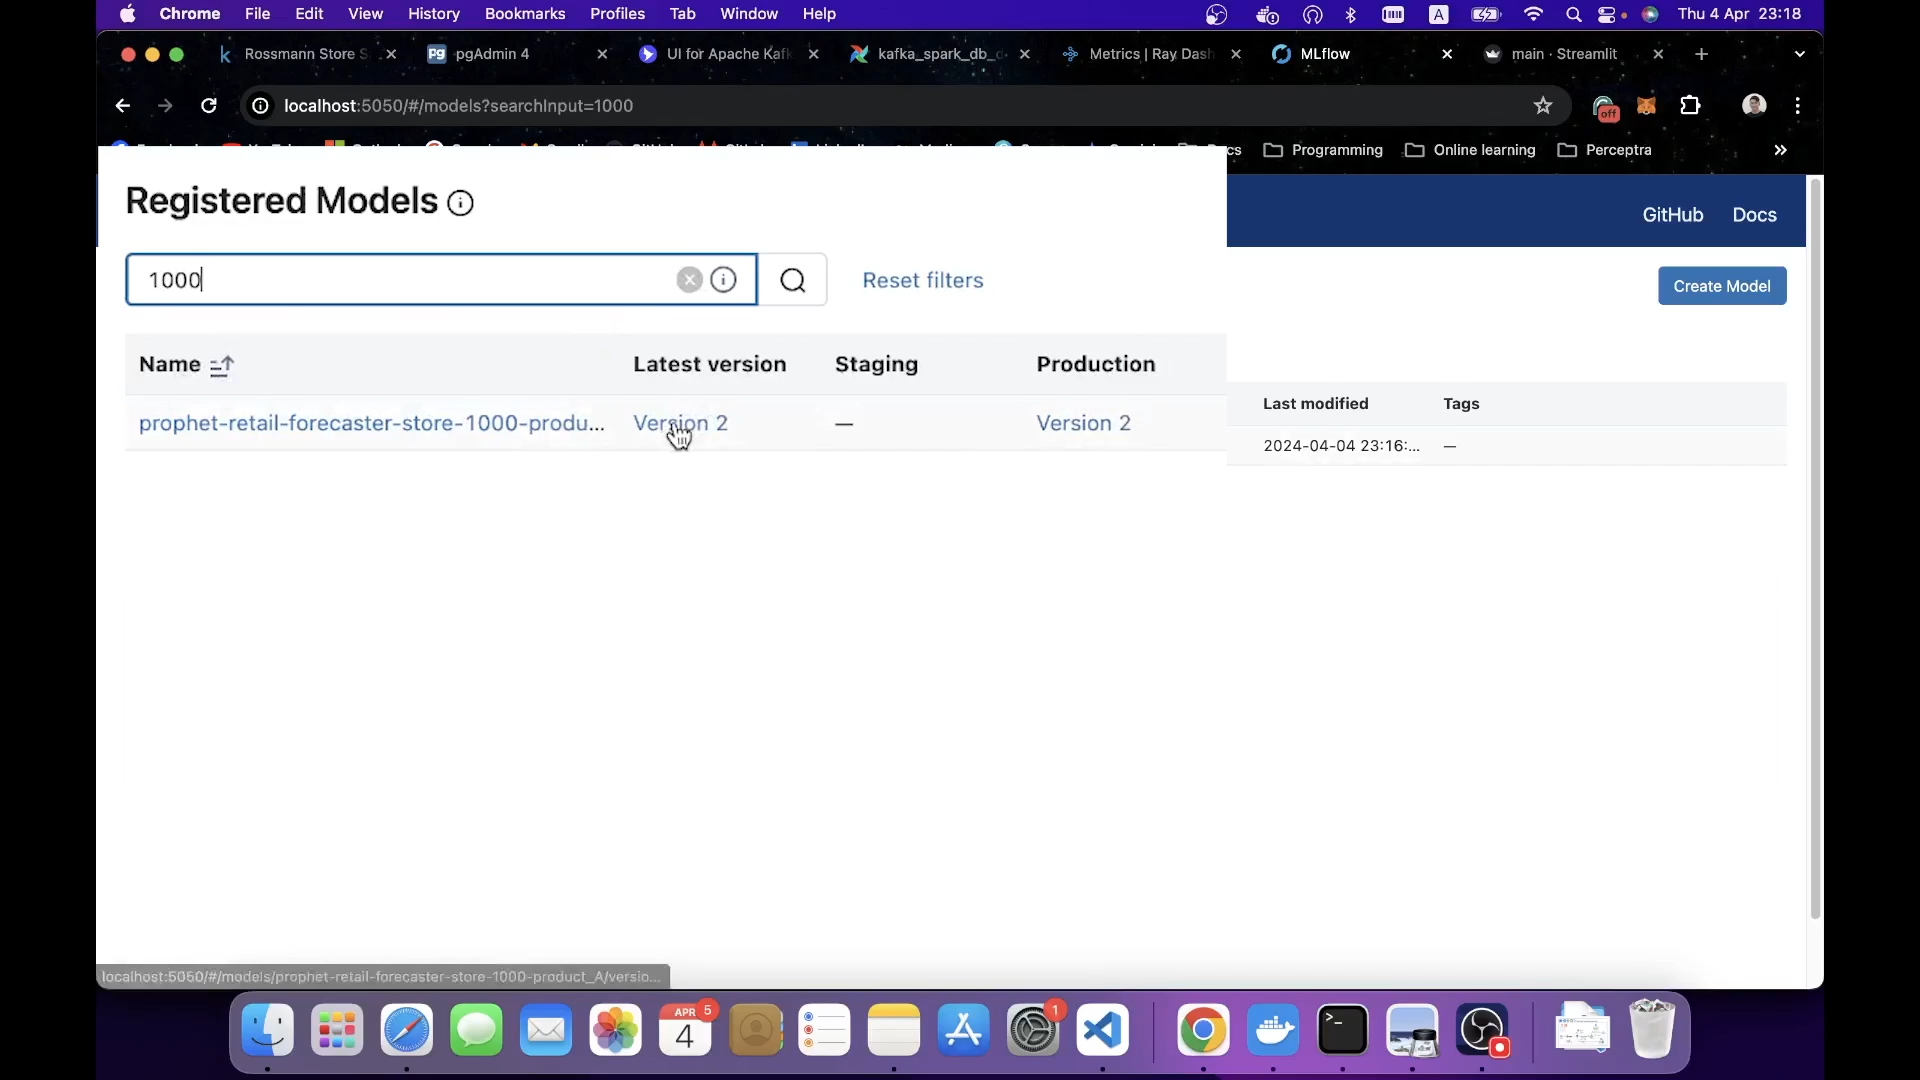 Chrome File Edit View History Bookmarks Profiles Tab Window Help A Thu 4 Apr 23:18
Rossmann Store S pgAdmin 4 UI for Apache Kafk kafka_spark_db_c Metrics | Ray Dash MLflow main · Streamlit
localhost:5050/#/models?searchInput=1000 off
Programming Online learning Perceptra
Registered Models
GitHub Docs
1000
Reset filters
Create Model
Name Latest version Staging Production
Last modified Tags
prophet-retail-forecaster-store-1000-produ... Version 2 — Version 2
2024-04-04 23:16:... —
localhost:5050/#/models/prophet-retail-forecaster-store-1000-product_A/versio...
APR 5
4
1